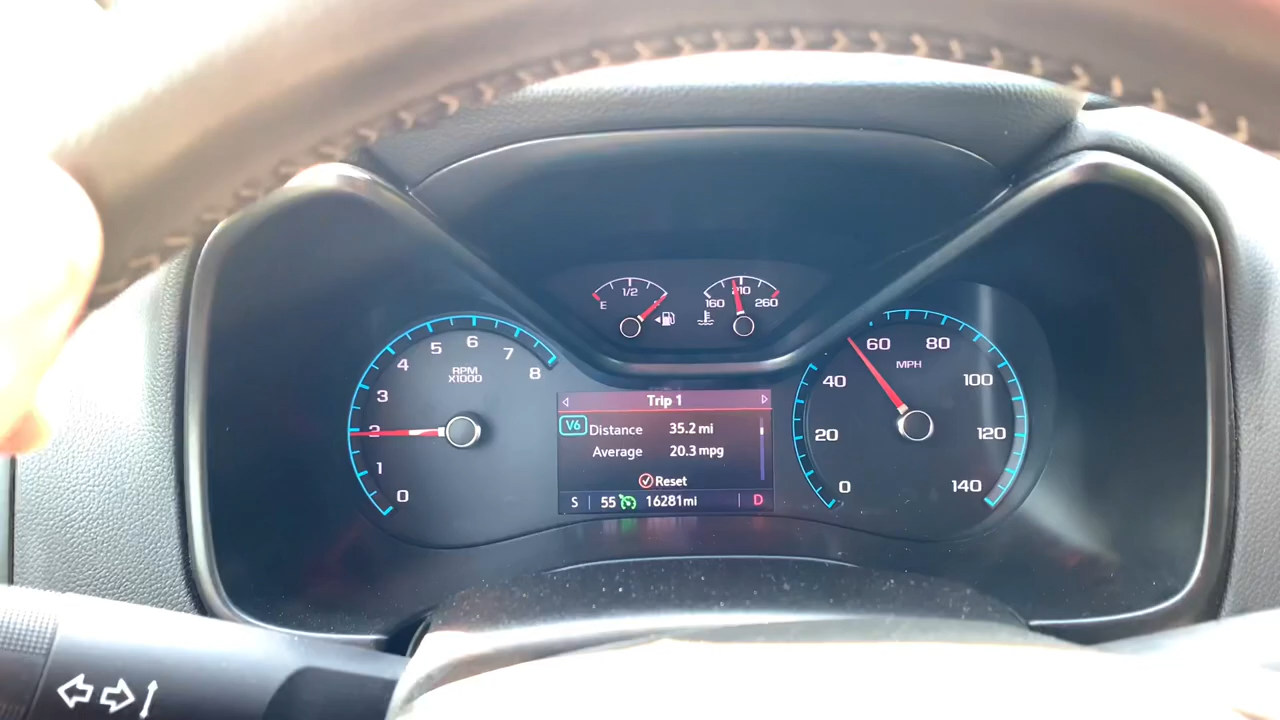 E 1/2
160 210 260
0 1 2 3 4 5 6 7 8
RPM
X1000
0 20 40 60 80 100 120 140
MPH
Trip 1
V6
Distance 35.2 mi
Average 20.3 mpg
Reset
S 55 16281mi D